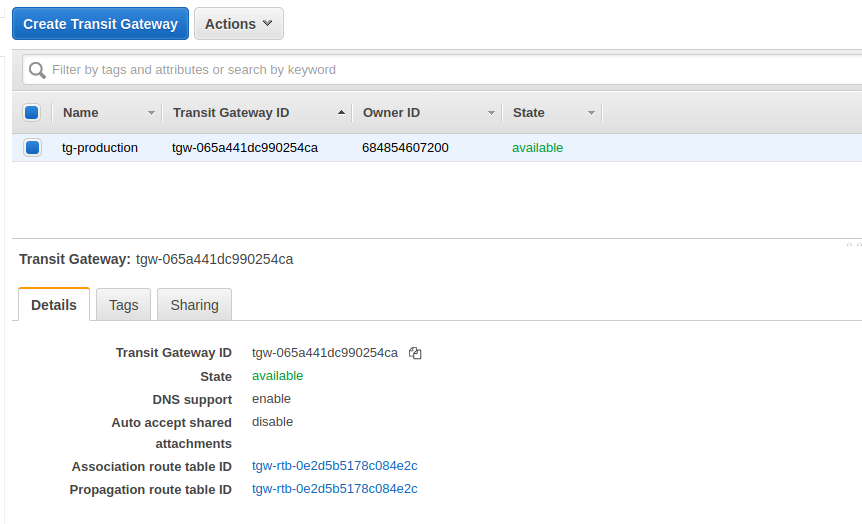 Create Transit Gateway Actions
Filter by tags and attributes or search by keyword
Name Transit Gateway ID Owner ID State
tg-production tgw-065a441dc990254ca 684854607200 available
Transit Gateway: tgw-065a441dc990254ca
Details Tags Sharing
Transit Gateway ID tgw-065a441dc990254ca
State available
DNS support enable
Auto accept shared disable
attachments
Association route table ID tgw-rtb-0e2d5b5178c084e2c
Propagation route table ID tgw-rtb-0e2d5b5178c084e2c